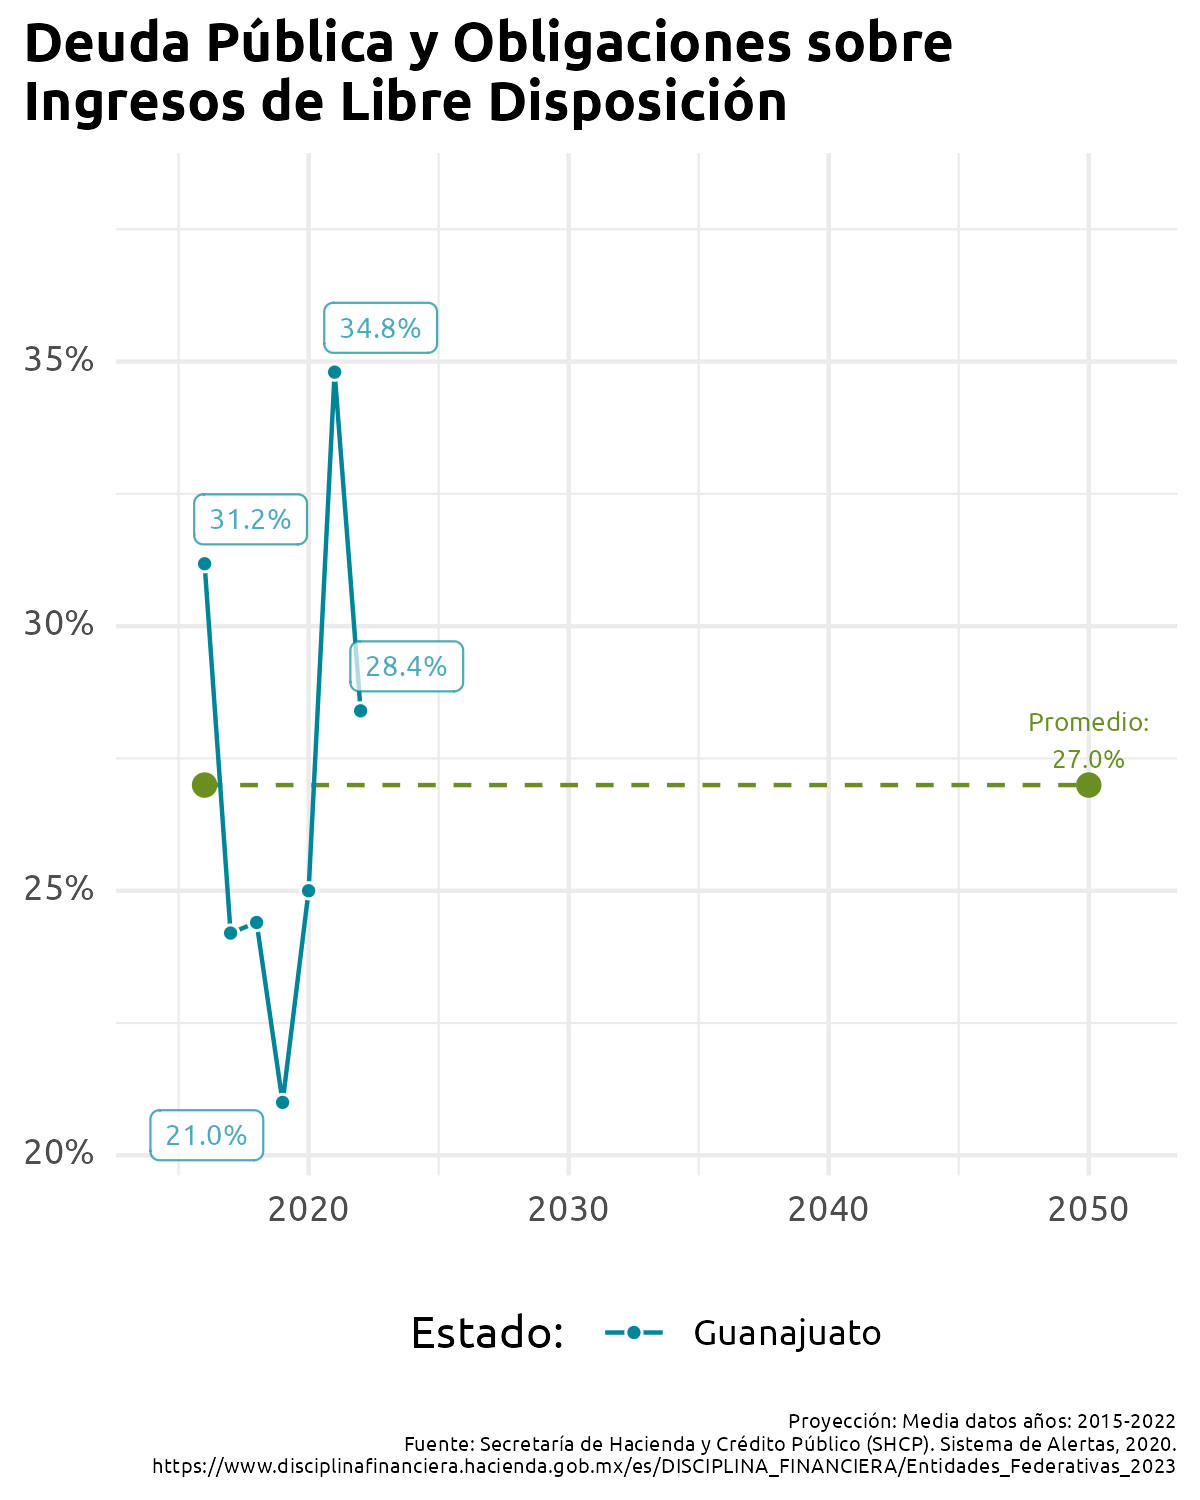 Deuda Pública y Obligaciones sobre
Ingresos de Libre Disposición
35%
30%
25%
20%
34.8%
31.2%
28.4%
Promedio:
27.0%
21.0%
2020 2030 2040 2050
Estado: Guanajuato
Proyección: Media datos años: 2015-2022
Fuente: Secretaría de Hacienda y Crédito Público (SHCP). Sistema de Alertas, 2020.
https://www.disciplinafinanciera.hacienda.gob.mx/es/DISCIPLINA_FINANCIERA/Entidades_Federativas_2023